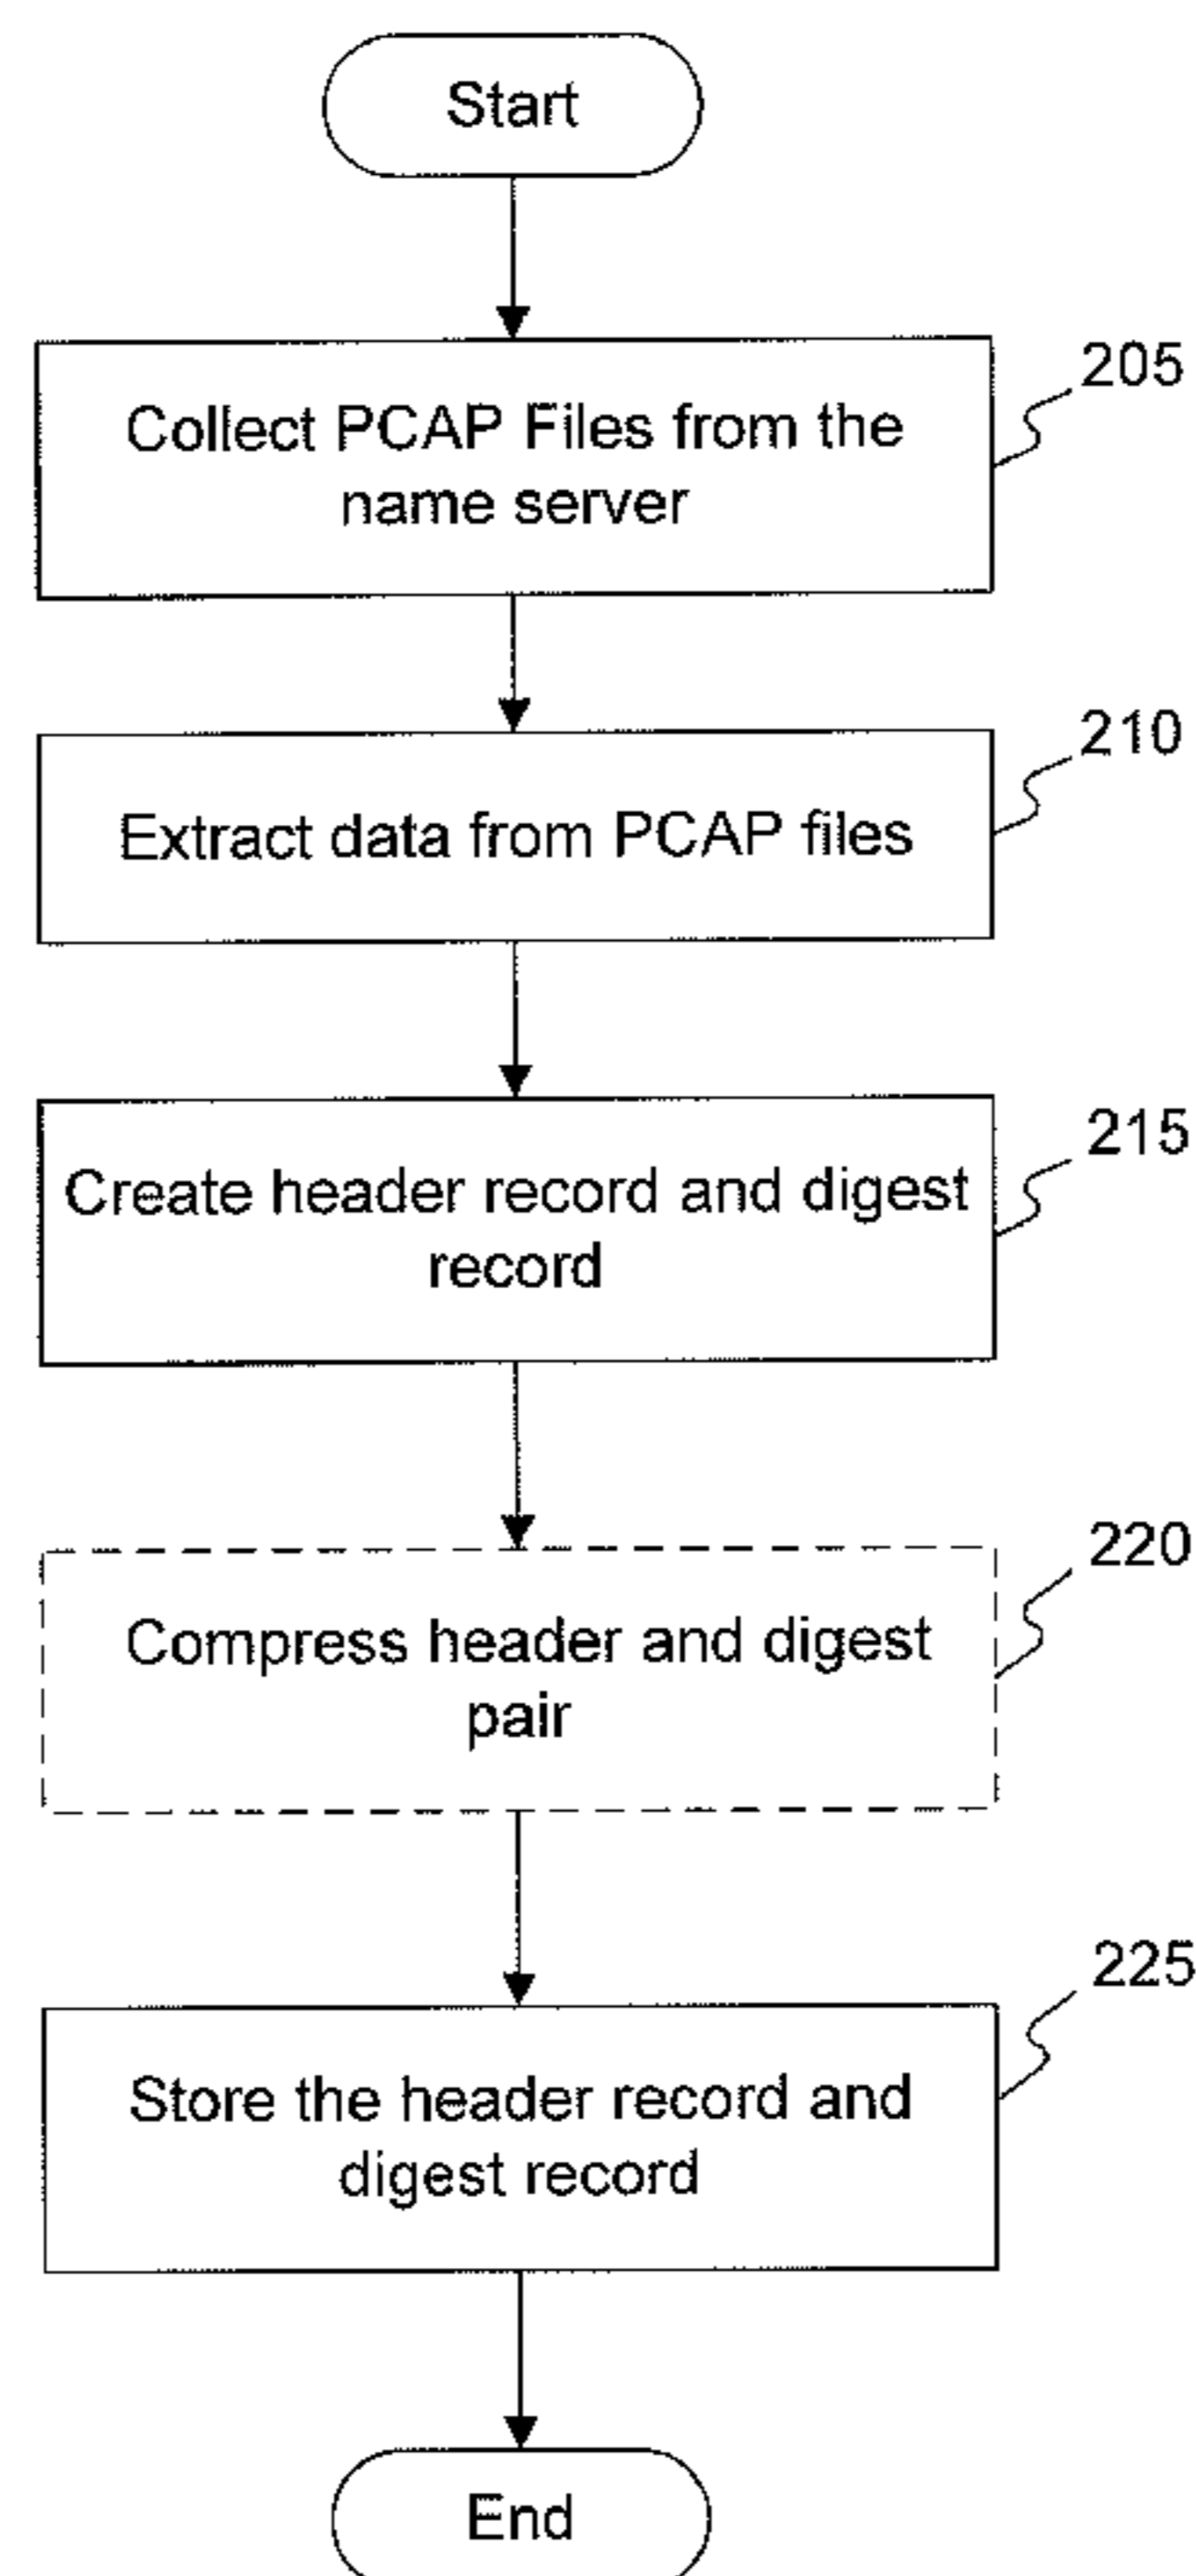 Start
205
Collect PCAP Files from the
name server
210
Extract data from PCAP files
215
Create header record and digest
record
220
Compress header and digest
pair
225
Store the header record and
digest record
End